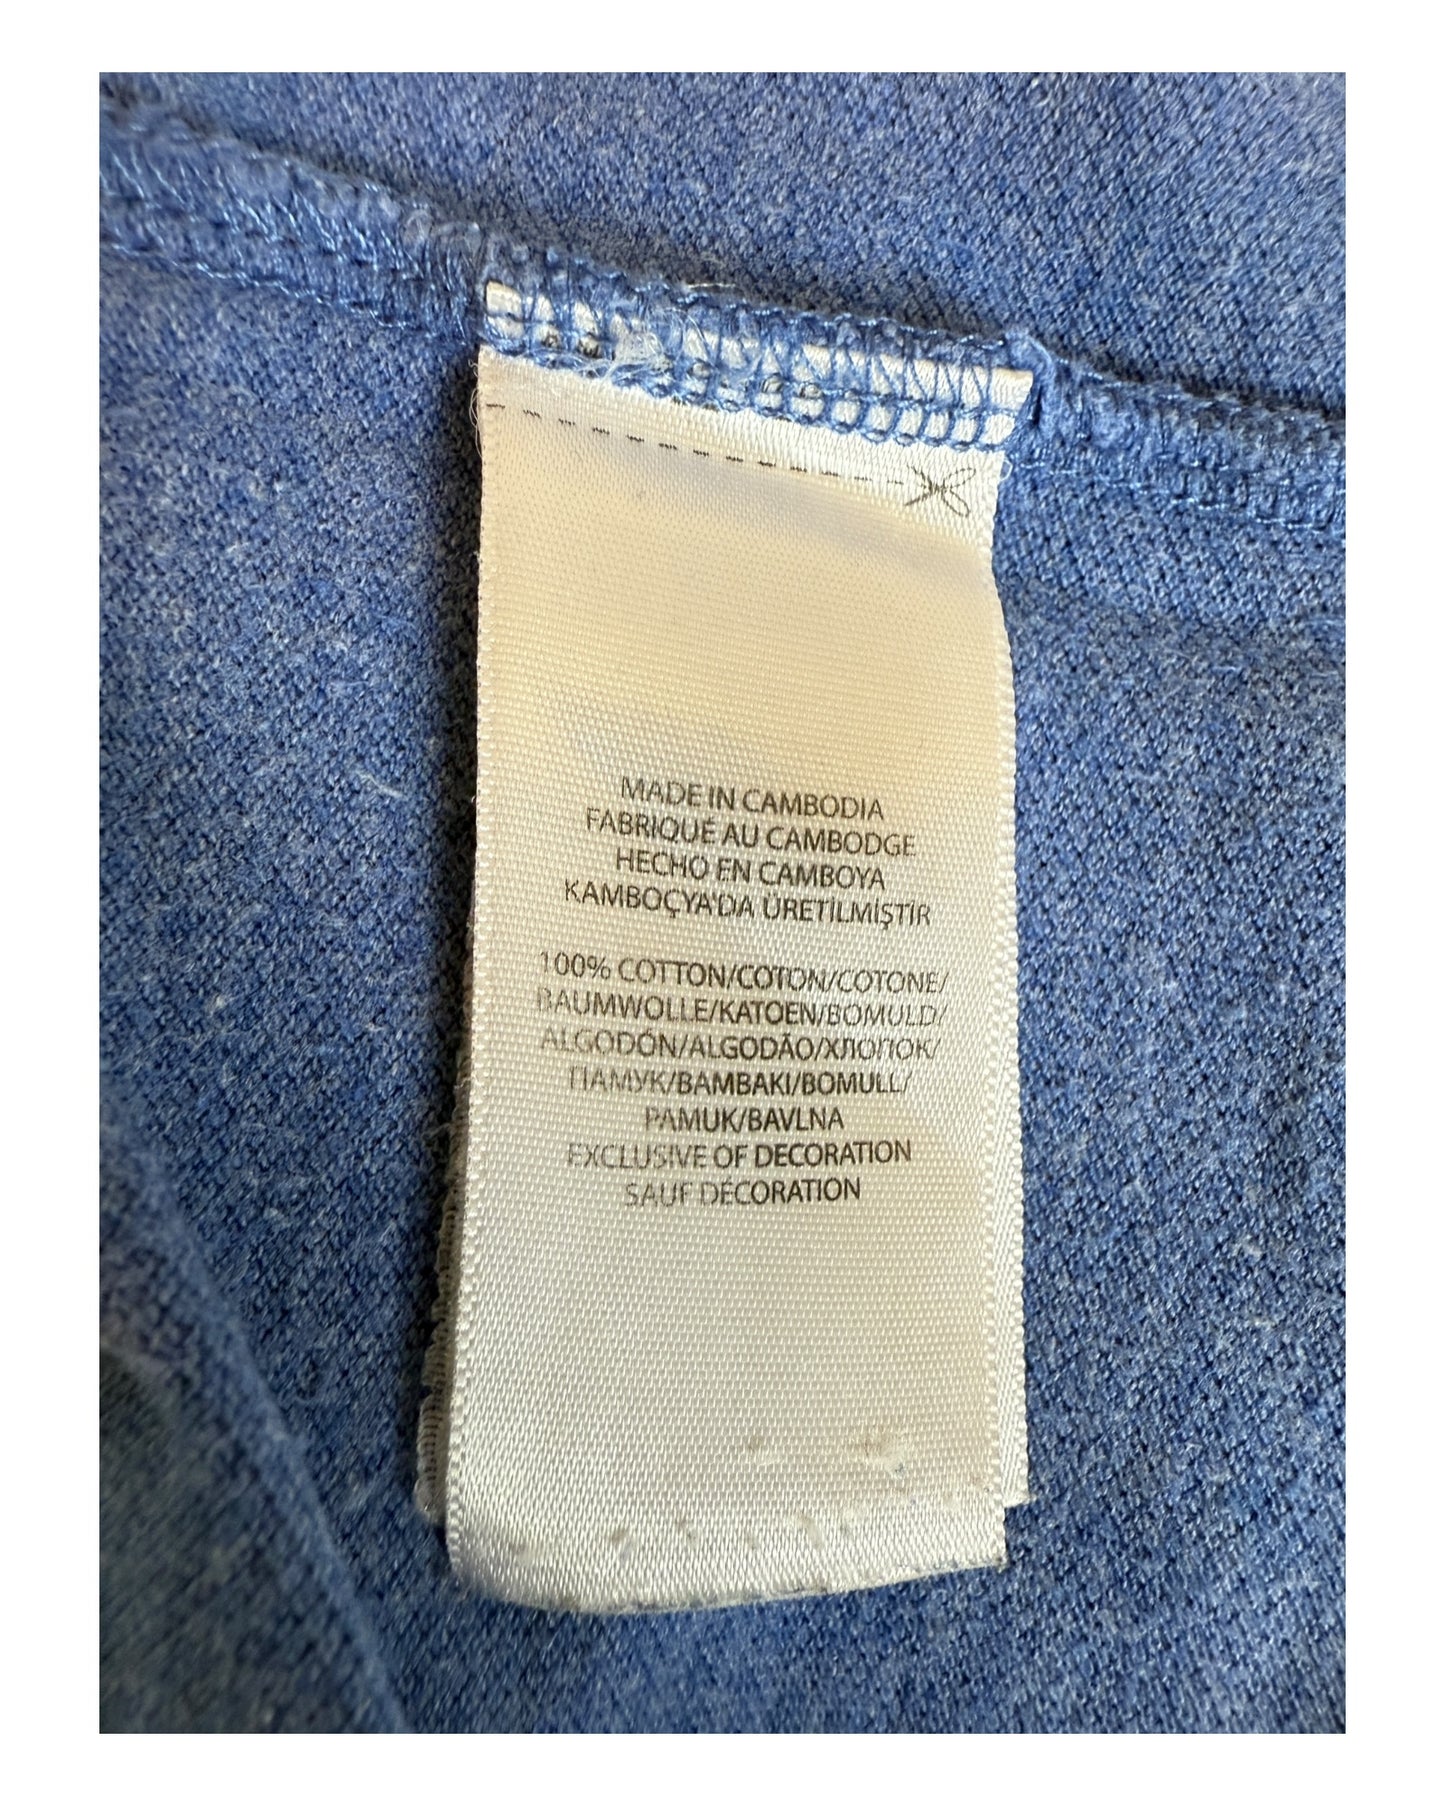 MADE IN CAMBODIA
FABRIQUÉ AU CAMBODGE
HECHO EN CAMBOYA
KAMBOÇYA'DA ÜRETİLMİŞTİR
100% COTTON/COTON/COTONE/
BAUMWOLLE/KATOEN/BOMULD/
ALGODÓN/ALGODÃO/ХЛОПОК/
ПАМУК/BAMBAKI/BOMULL/
PAMUK/BAVLNA
EXCLUSIVE OF DECORATION
SAUF DÉCORATION